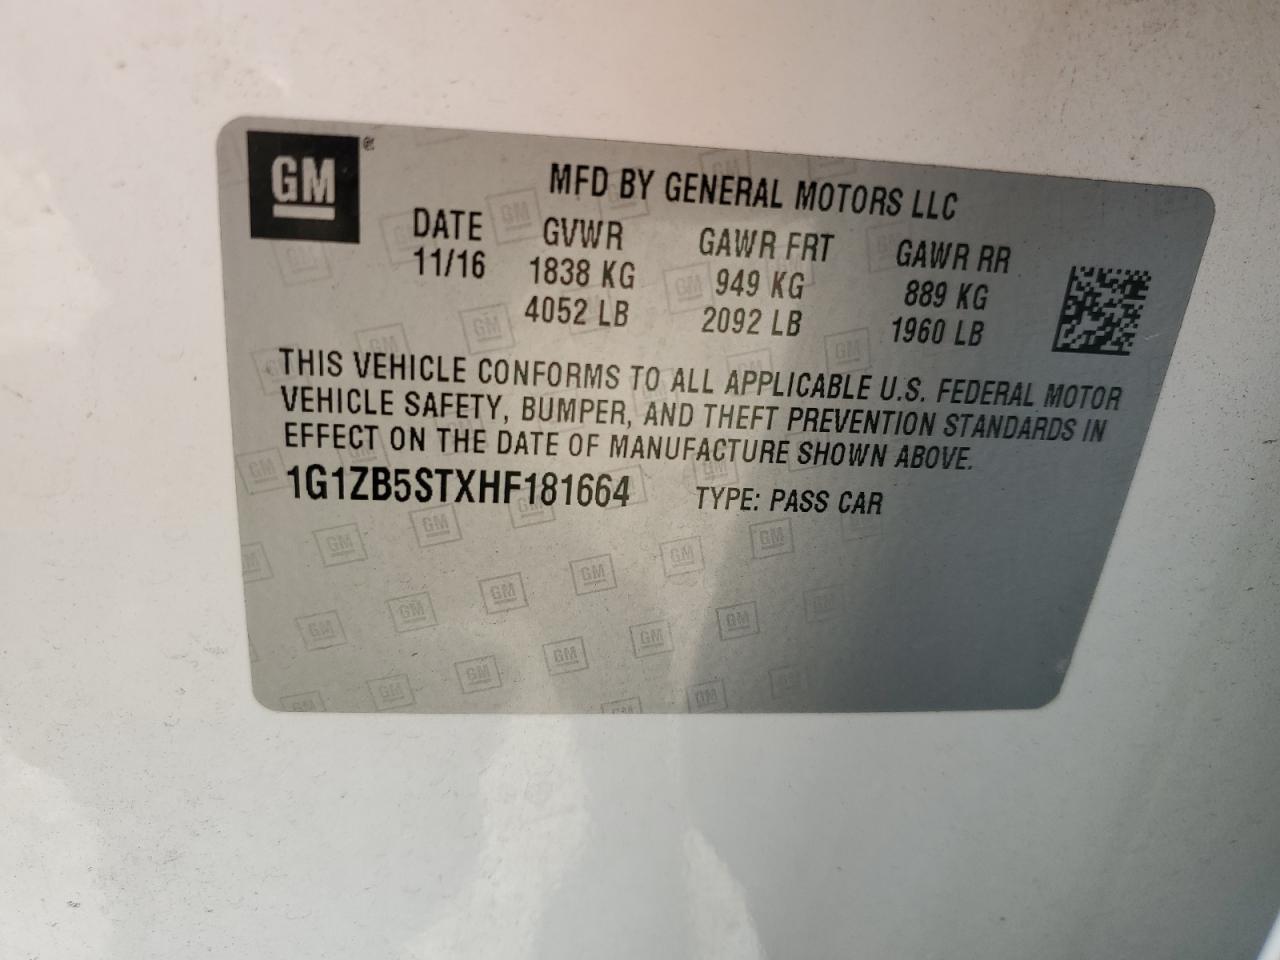 GM®
MFD BY GENERAL MOTORS LLC
DATE GVWR GAWR FRT GAWR RR
11/16 1838 KG 949 KG 889 KG
4052 LB 2092 LB 1960 LB
THIS VEHICLE CONFORMS TO ALL APPLICABLE U.S. FEDERAL MOTOR
VEHICLE SAFETY, BUMPER, AND THEFT PREVENTION STANDARDS IN
EFFECT ON THE DATE OF MANUFACTURE SHOWN ABOVE.
1G1ZB5STXHF181664 TYPE: PASS CAR